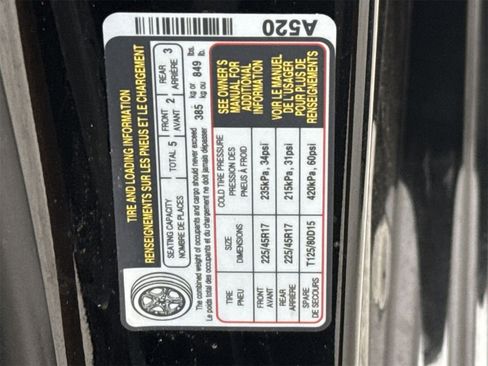 TIRE AND LOADING INFORMATION
RENSEIGNEMENTS SUR LES PNEUS ET LE CHARGEMENT
SEATING CAPACITY
NOMBRE DE PLACES
TOTAL 5
FRONT
AVANT 2
REAR
ARRIÈRE 3
The combined weight of occupants and cargo should never exceed
Le poids total des occupants et du chargement ne doit jamais dépasser
385 kg or
kg ou 849 lbs.
lb.
TIRE
PNEU
SIZE
DIMENSIONS
COLD TIRE PRESSURE
PRESSION DES
PNEUS À FROID
SEE OWNER'S
MANUAL FOR
ADDITIONAL
INFORMATION
FRONT
AVANT
225/45R17
235kPa, 34psi
REAR
ARRIÈRE
225/45R17
215kPa, 31psi
VOIR LE MANUEL
DE L'USAGER
POUR PLUS DE
RENSEIGNEMENTS
SPARE
DE SECOURS
T125/80D15
420kPa, 60psi
A520